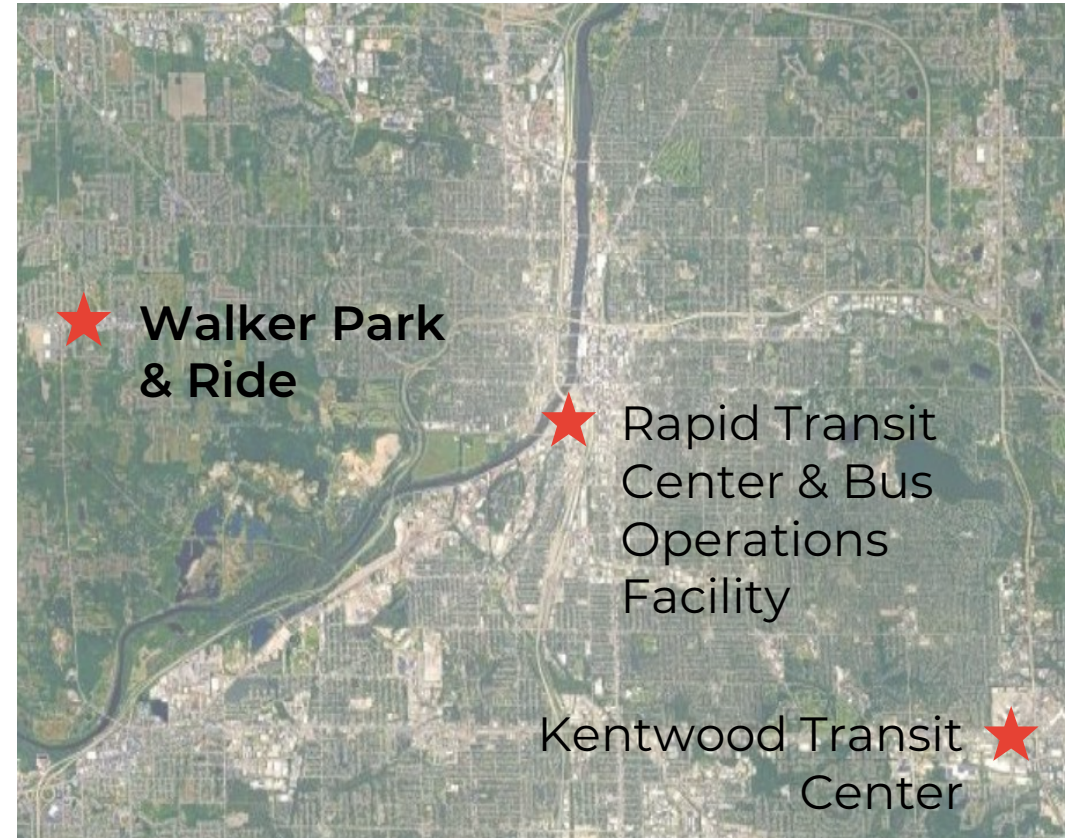 Walker Park
& Ride
Rapid Transit
Center & Bus
Operations
Facility
Kentwood Transit
Center